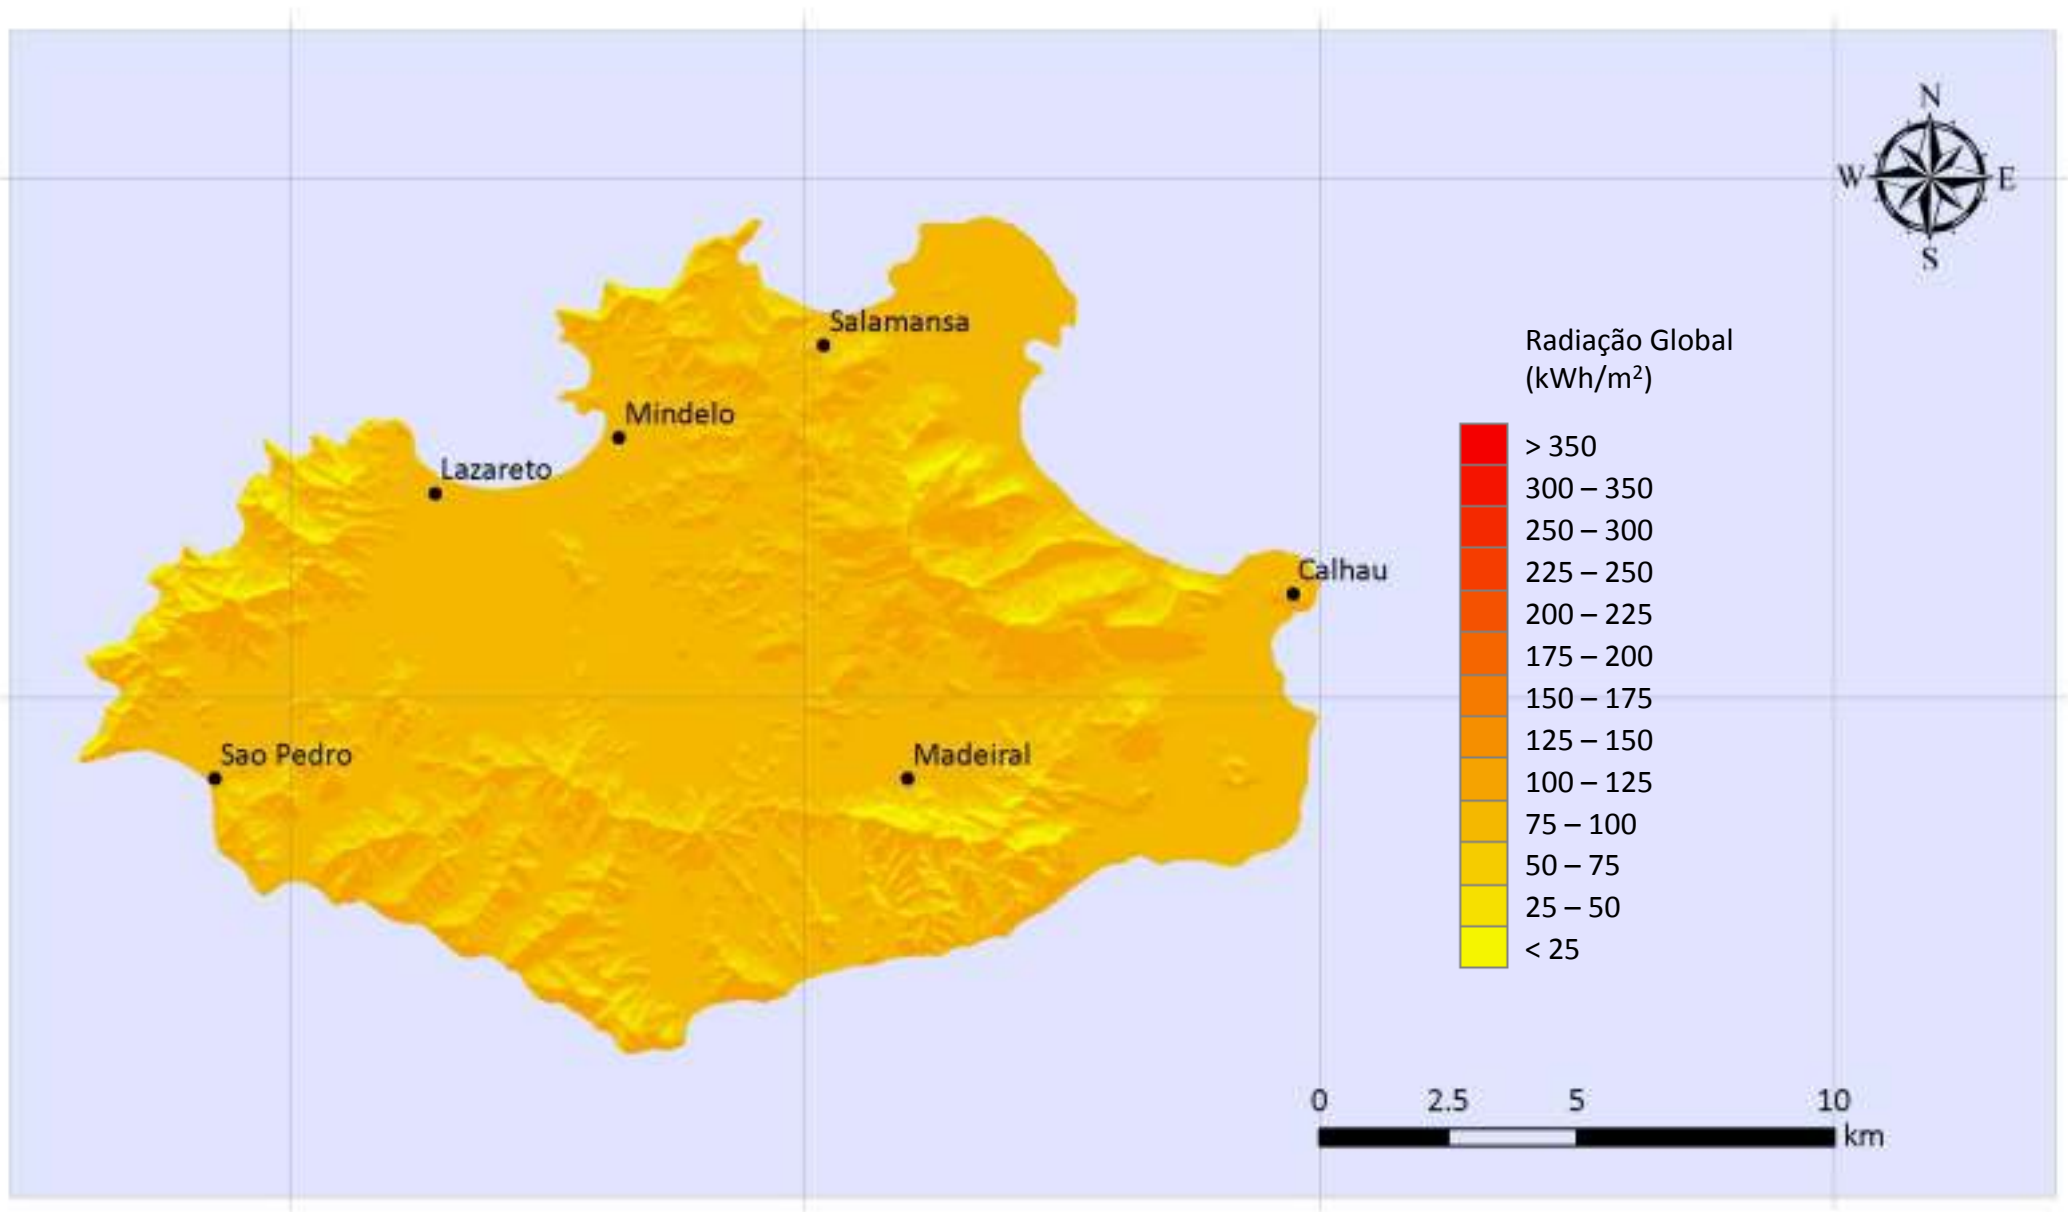 N
W E
S
Salamansa
Radiação Global
(kWh/m²)
Mindelo
Lazareto
> 350
300 – 350
250 – 300
225 – 250
Calhau
200 – 225
175 – 200
150 – 175
125 – 150
Sao Pedro
Madeiral
100 – 125
75 – 100
50 – 75
25 – 50
< 25
0 2.5 5 10
km